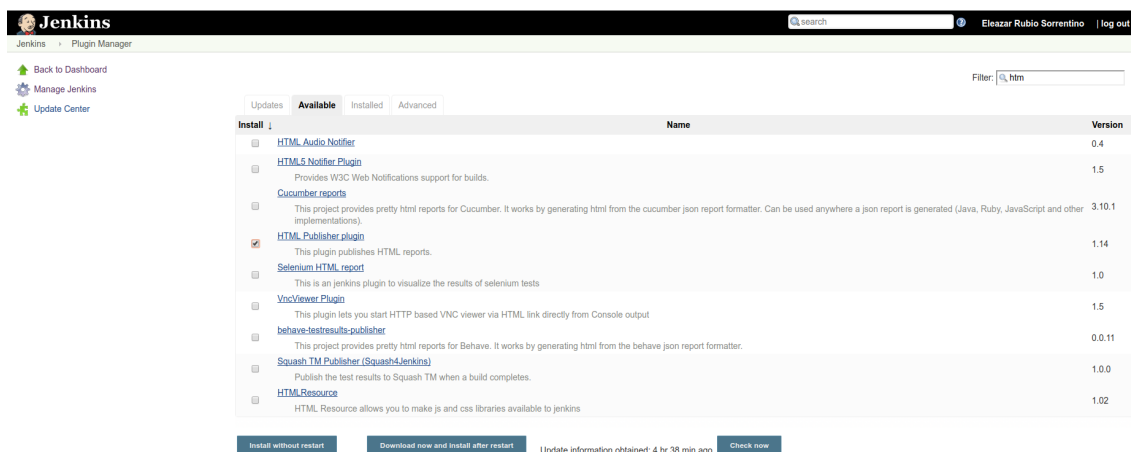 Jenkins
search
Eleazar Rubio Sorrentino | log out
Jenkins Plugin Manager
Back to Dashboard
Manage Jenkins
Update Center
Filter: htm
Updates Available Installed Advanced
Install ↓ Name Version
HTML Audio Notifier 0.4
HTML5 Notifier Plugin
Provides W3C Web Notifications support for builds.
1.5
Cucumber reports
This project provides pretty html reports for Cucumber. It works by generating html from the cucumber json report formatter. Can be used anywhere a json report is generated (Java, Ruby, JavaScript and other
implementations).
3.10.1
HTML Publisher plugin
This plugin publishes HTML reports.
1.14
Selenium HTML report
This is an jenkins plugin to visualize the results of selenium tests
1.0
VncViewer Plugin
This plugin lets you start HTTP based VNC viewer via HTML link directly from Console output
1.5
behave-testresults-publisher
This project provides pretty html reports for Behave. It works by generating html from the behave json report formatter.
0.0.11
Squash TM Publisher (Squash4Jenkins)
Publish the test results to Squash TM when a build completes.
1.0.0
HTMLResource
HTML Resource allows you to make js and css libraries available to jenkins
1.02
Install without restart Download now and install after restart Update information obtained: 4 hr 38 min ago Check now